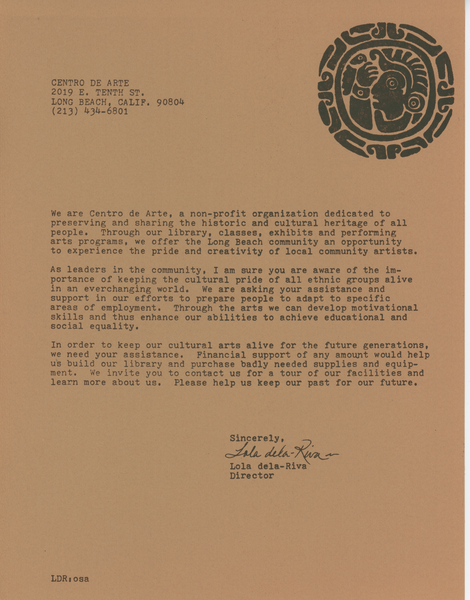 CENTRO DE ARTE
2019 E. TENTH ST.
LONG BEACH, CALIF. 90804
(213) 434-6801
We are Centro de Arte, a non-profit organization dedicated to
preserving and sharing the historic and cultural heritage of all
people. Through our library, classes, exhibits and performing
arts programs, we offer the Long Beach community an opportunity
to experience the pride and creativity of local community artists.
As leaders in the community, I am sure you are aware of the im-
portance of keeping the cultural pride of all ethnic groups alive
in an everchanging world. We are asking your assistance and
support in our efforts to prepare people to adapt to specific
areas of employment. Through the arts we can develop motivational
skills and thus enhance our abilities to achieve educational and
social equality.
In order to keep our cultural arts alive for the future generations,
we need your assistance. Financial support of any amount would help
us build our library and purchase badly needed supplies and equip-
ment. We invite you to contact us for a tour of our facilities and
learn more about us. Please help us keep our past for our future.
Sincerely,
Lola dela-Riva
Lola dela-Riva
Director
LDR:osa